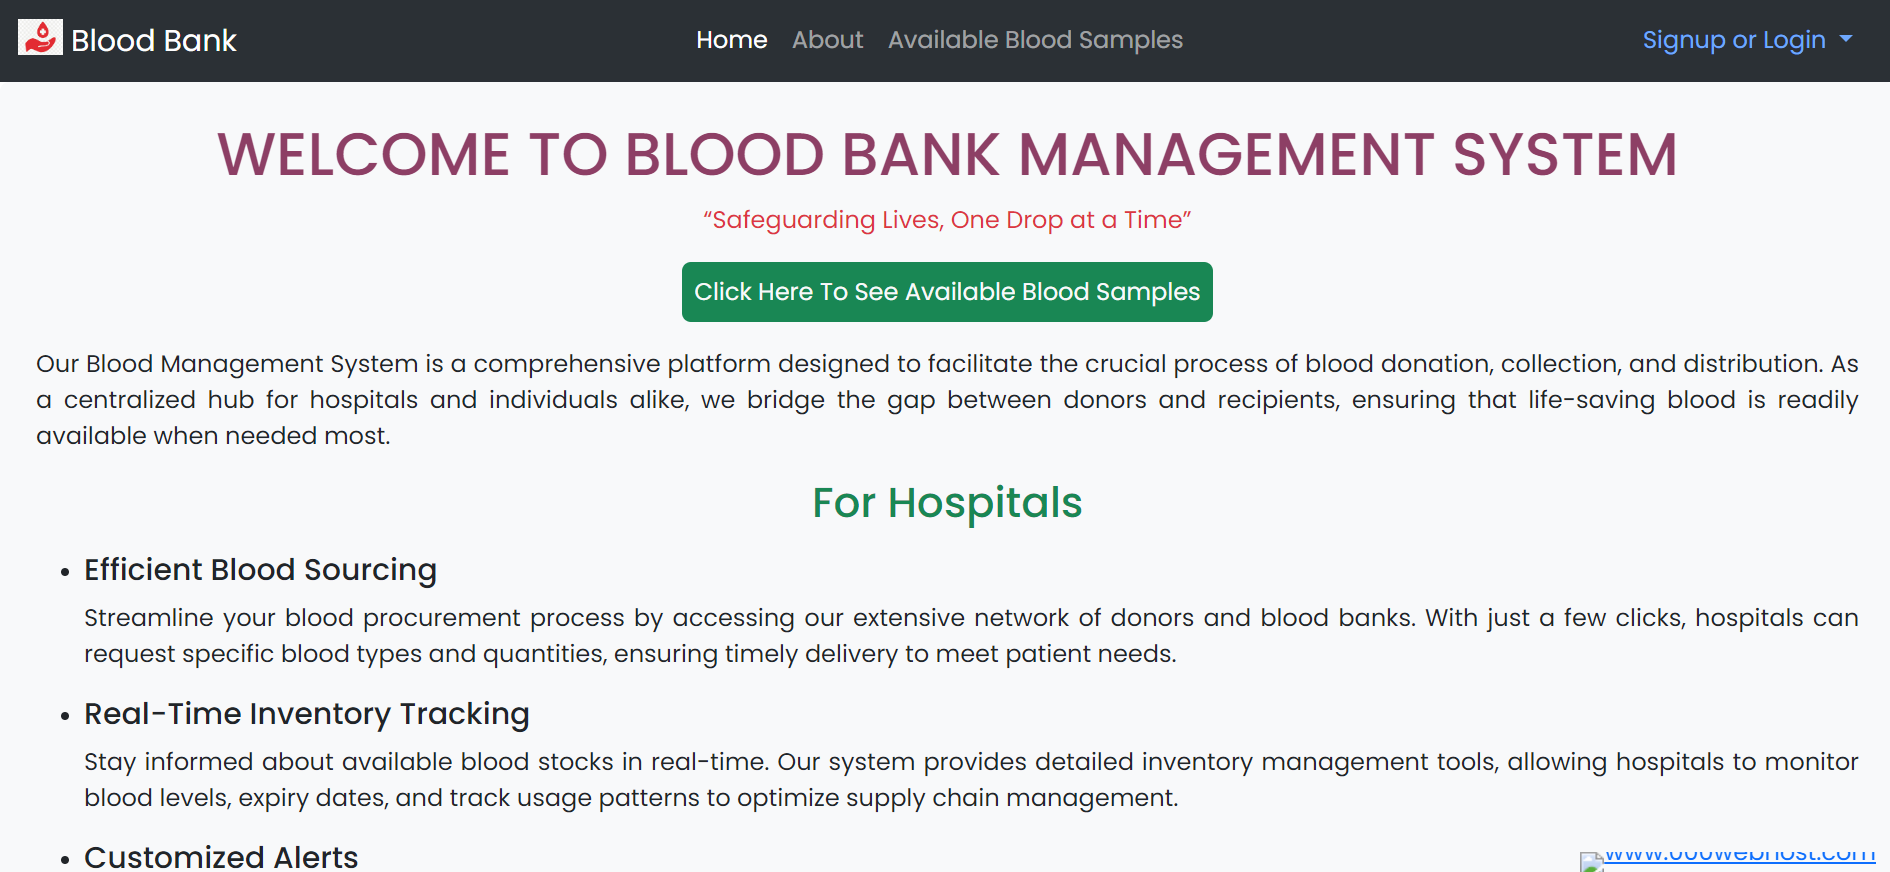 Blood Bank
Home About Available Blood Samples
Signup or Login
WELCOME TO BLOOD BANK MANAGEMENT SYSTEM
“Safeguarding Lives, One Drop at a Time”
Click Here To See Available Blood Samples
Our Blood Management System is a comprehensive platform designed to facilitate the crucial process of blood donation, collection, and distribution. As
a centralized hub for hospitals and individuals alike, we bridge the gap between donors and recipients, ensuring that life-saving blood is readily
available when needed most.
For Hospitals
• Efficient Blood Sourcing
Streamline your blood procurement process by accessing our extensive network of donors and blood banks. With just a few clicks, hospitals can
request specific blood types and quantities, ensuring timely delivery to meet patient needs.
• Real-Time Inventory Tracking
Stay informed about available blood stocks in real-time. Our system provides detailed inventory management tools, allowing hospitals to monitor
blood levels, expiry dates, and track usage patterns to optimize supply chain management.
• Customized Alerts
www.000webhost.com